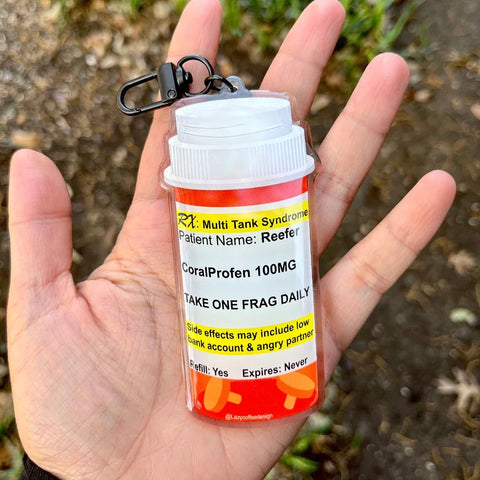 RX: Multi Tank Syndrome
Patient Name: Reefer
CoralProfen 100MG
TAKE ONE FRAG DAILY
Side effects may include low
bank account & angry partner
Refill: Yes Expires: Never
@Lazycoffeedesign